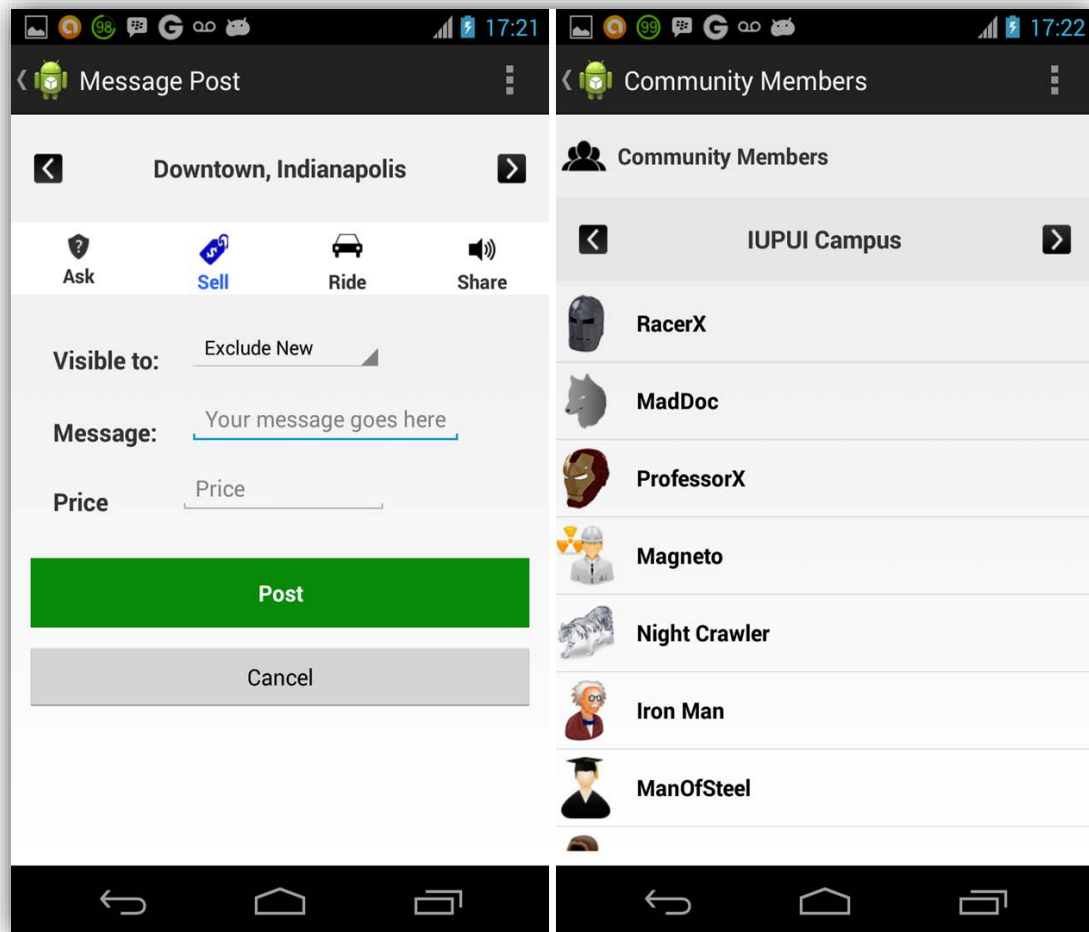 98
17:21
Message Post
Downtown, Indianapolis
?
$
Ask
Sell
Ride
Share
Visible to:
Exclude New
Message:
Your message goes here
Price
Price
Post
Cancel
99
17:22
Community Members
Community Members
IUPUI Campus
RacerX
MadDoc
ProfessorX
Magneto
Night Crawler
Iron Man
ManOfSteel